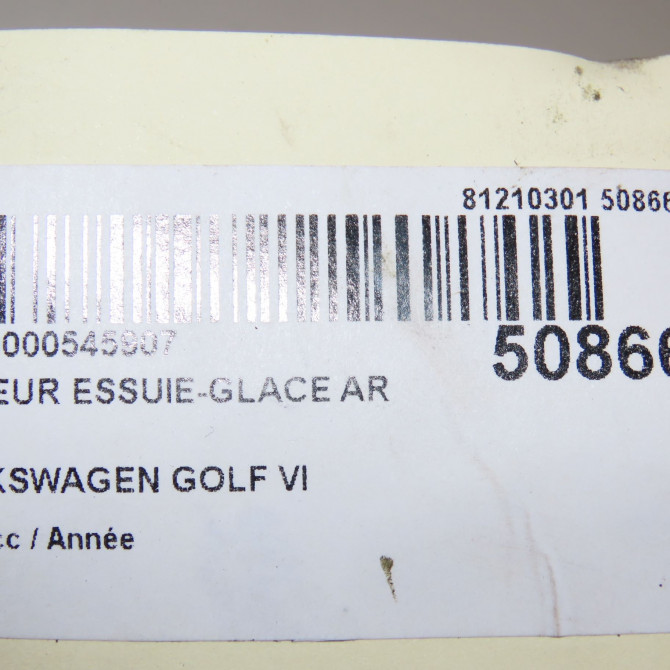 81210301 50866
000545907
50866
EUR ESSUIE-GLACE AR
KSWAGEN GOLF VI
cc / Année